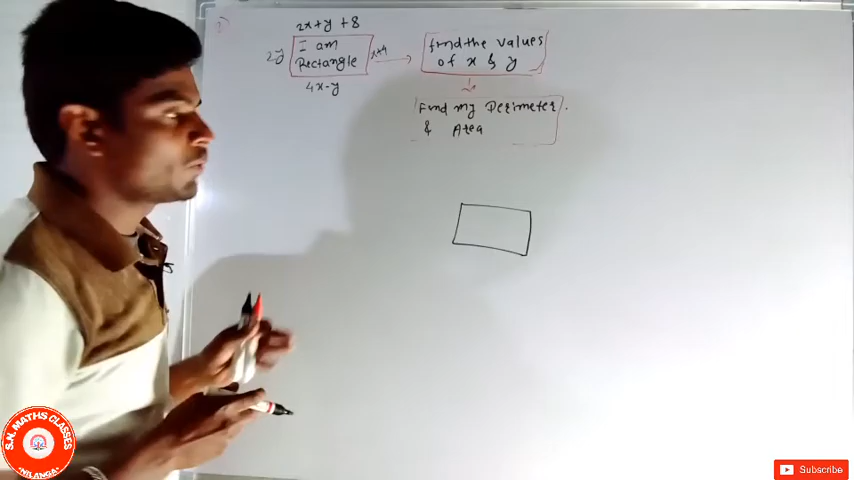 2x+y+8
2y
I am
Rectangle
x+4
4x-y
find the values
of x & y
Find my Perimeter.
& Area
S.N. MATHS CLASSES
NILANGA
Subscribe